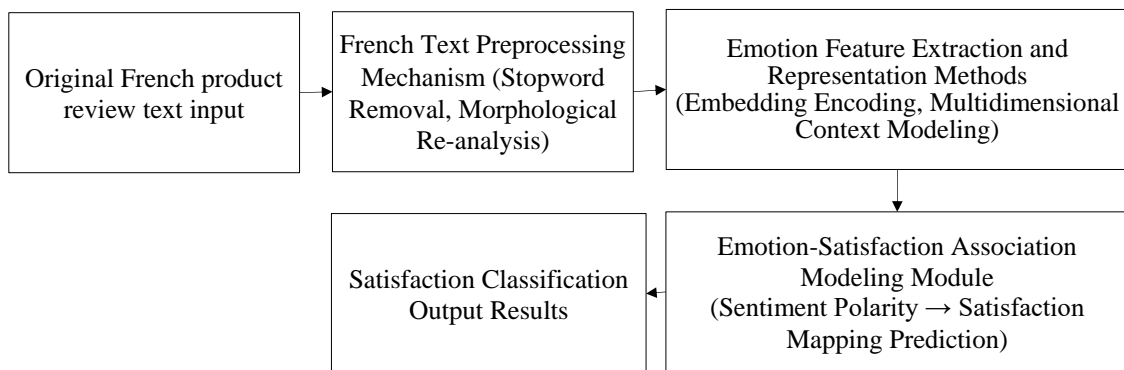 Original French product
review text input
French Text Preprocessing
Mechanism (Stopword
Removal, Morphological
Re-analysis)
Emotion Feature Extraction and
Representation Methods
(Embedding Encoding, Multidimensional
Context Modeling)
Emotion-Satisfaction Association
Modeling Module
(Sentiment Polarity → Satisfaction
Mapping Prediction)
Satisfaction Classification
Output Results